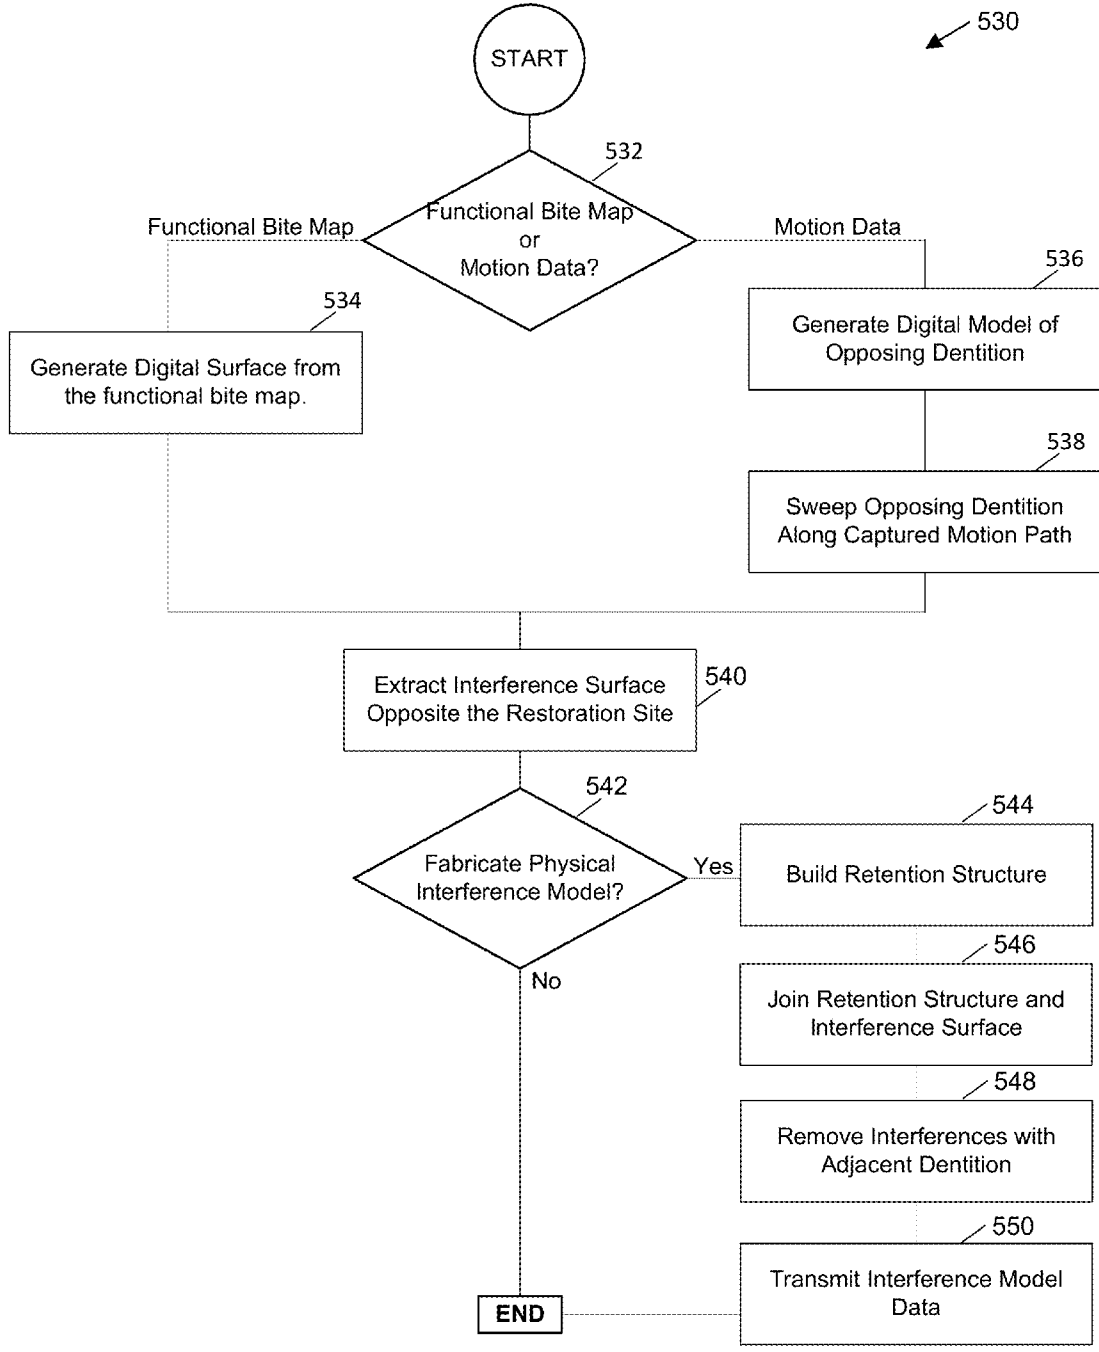 530
START
532
Functional Bite Map
or
Motion Data?
Functional Bite Map
Motion Data
534
Generate Digital Surface from
the functional bite map.
536
Generate Digital Model of
Opposing Dentition
538
Sweep Opposing Dentition
Along Captured Motion Path
540
Extract Interference Surface
Opposite the Restoration Site
542
Fabricate Physical
Interference Model?
Yes
No
544
Build Retention Structure
546
Join Retention Structure and
Interference Surface
548
Remove Interferences with
Adjacent Dentition
550
Transmit Interference Model
Data
END